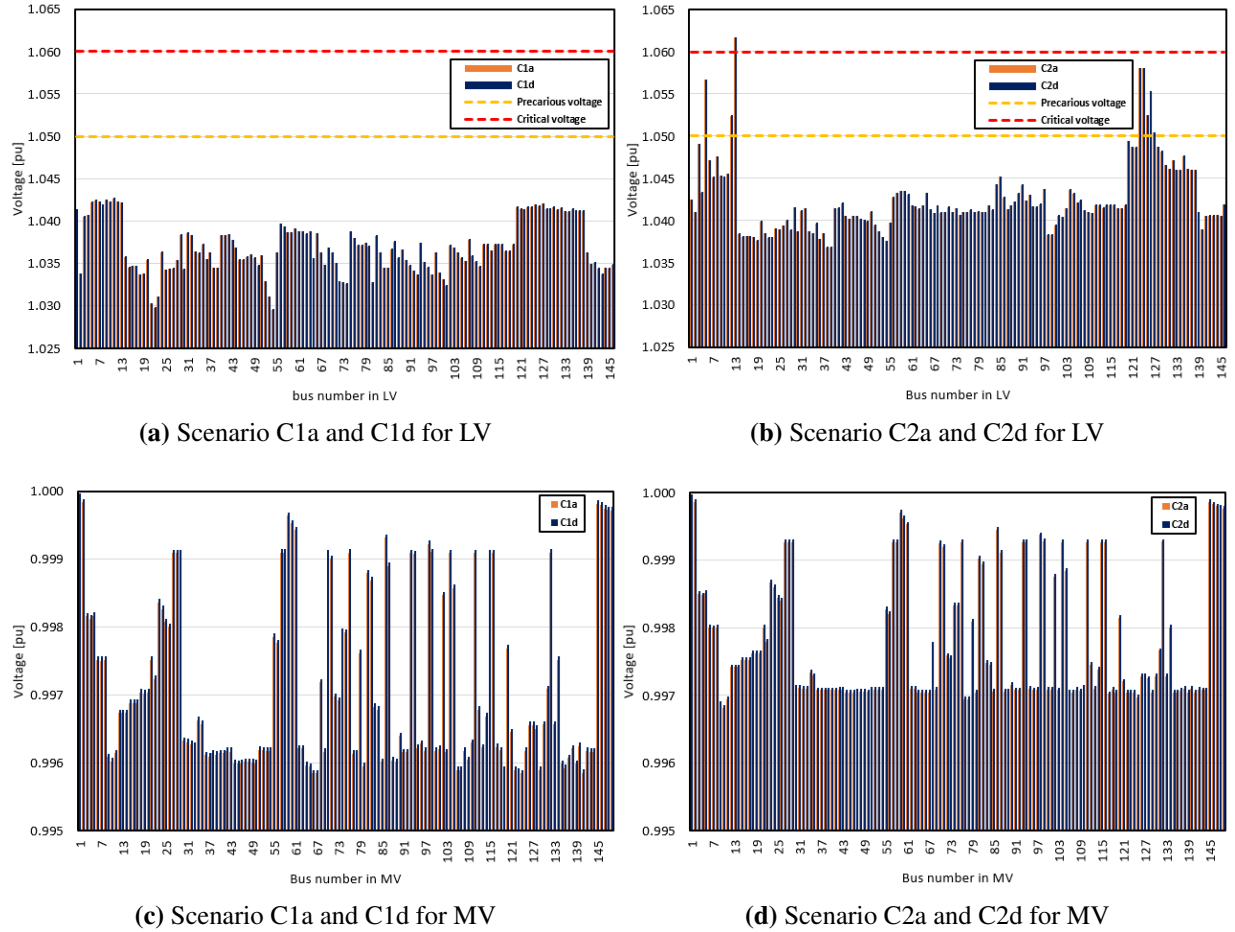 1.065
1.060
1.055
1.050
1.045
1.040
1.035
1.030
1.025
Voltage [pu]
C1a
C1d
Precarious voltage
Critical voltage
1 7 13 19 25 31 37 43 49 55 61 67 73 79 85 91 97 103 109 115 121 127 133 139 145
bus number in LV
(a) Scenario C1a and C1d for LV
1.065
1.060
1.055
1.050
1.045
1.040
1.035
1.030
1.025
Voltage [pu]
C2a
C2d
Precarious voltage
Critical voltage
1 7 13 19 25 31 37 43 49 55 61 67 73 79 85 91 97 103 109 115 121 127 133 139 145
Bus number in LV
(b) Scenario C2a and C2d for LV
1.000
0.999
0.998
0.997
0.996
0.995
Voltage [pu]
C1a
C1d
1 7 13 19 25 31 37 43 49 55 61 67 73 79 85 91 97 103 109 115 121 127 133 139 145
Bus number in MV
(c) Scenario C1a and C1d for MV
1.000
0.999
0.998
0.997
0.996
0.995
Voltage [pu]
C2a
C2d
1 7 13 19 25 31 37 43 49 55 61 67 73 79 85 91 97 103 109 115 121 127 133 139 145
Bus number in MV
(d) Scenario C2a and C2d for MV